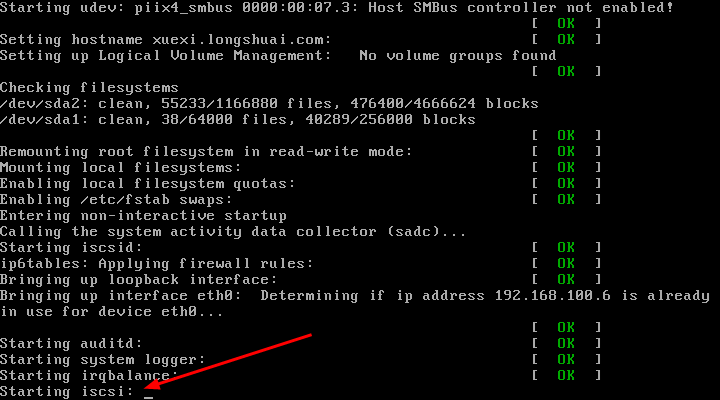 Starting udev: piix4_smbus 0000:00:07.3: Host SMBus controller not enabled!
[  OK  ]
Setting hostname xuexi.longshuai.com:                      [  OK  ]
Setting up Logical Volume Management:   No volume groups found
[  OK  ]
Checking filesystems
/dev/sda2: clean, 55233/1166880 files, 476400/4666624 blocks
/dev/sda1: clean, 38/64000 files, 40289/256000 blocks
[  OK  ]
Remounting root filesystem in read-write mode:             [  OK  ]
Mounting local filesystems:                                [  OK  ]
Enabling local filesystem quotas:                          [  OK  ]
Enabling /etc/fstab swaps:                                 [  OK  ]
Entering non-interactive startup
Calling the system activity data collector (sadc)...
Starting iscsid:                                           [  OK  ]
ip6tables: Applying firewall rules:                        [  OK  ]
Bringing up loopback interface:                            [  OK  ]
Bringing up interface eth0:  Determining if ip address 192.168.100.6 is already
in use for device eth0...
[  OK  ]
Starting auditd:                                           [  OK  ]
Starting system logger:                                    [  OK  ]
Starting irqbalance:                                       [  OK  ]
Starting iscsi: _